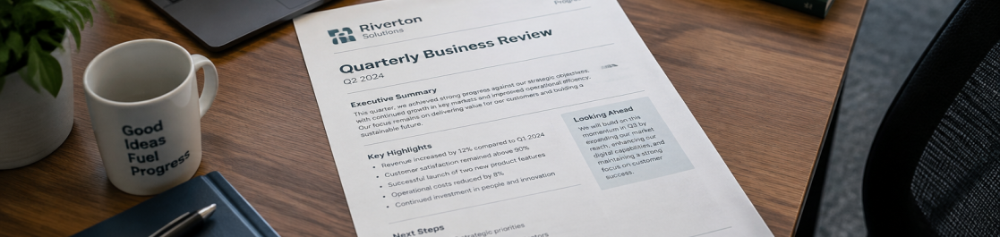 Riverton
Solutions
Quarterly Business Review
Q2 2024
Executive Summary
This quarter, we achieved strong progress against our strategic objectives,
with continued growth in key markets and improved operational efficiency.
Our focus remains on delivering value for our customers and building a
sustainable future.
Key Highlights
• Revenue increased by 12% compared to Q1 2024
• Customer satisfaction remained above 90%
• Successful launch of two new product features
• Operational costs reduced by 8%
• Continued investment in people and innovation
Looking Ahead
We will build on this
momentum in Q3 by
expanding our market
reach, enhancing our
digital capabilities, and
maintaining a strong
focus on customer
success.
Next Steps
strategic priorities
Good
Ideas
Fuel
Progress